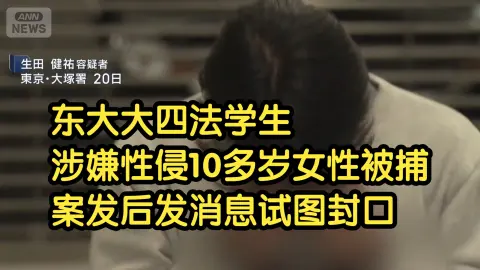 ANN
NEWS
生田 健祐容疑者
東京・大塚署 20日
东大大四法学生
涉嫌性侵10多岁女性被捕
案发后发消息试图封口